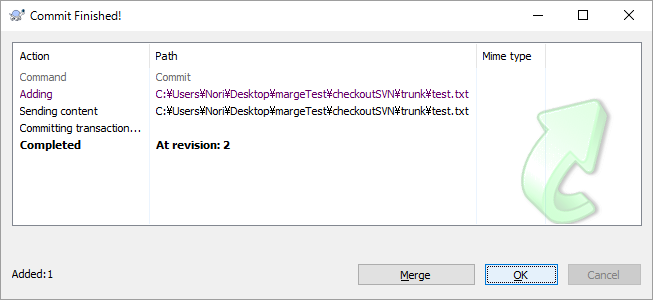 Commit Finished!
Action Path Mime type
Command Commit
Adding C:¥Users¥Nori¥Desktop¥margeTest¥checkoutSVN¥trunk¥test.txt
Sending content C:¥Users¥Nori¥Desktop¥margeTest¥checkoutSVN¥trunk¥test.txt
Committing transaction...
Completed At revision: 2
Added:1 Merge OK Cancel